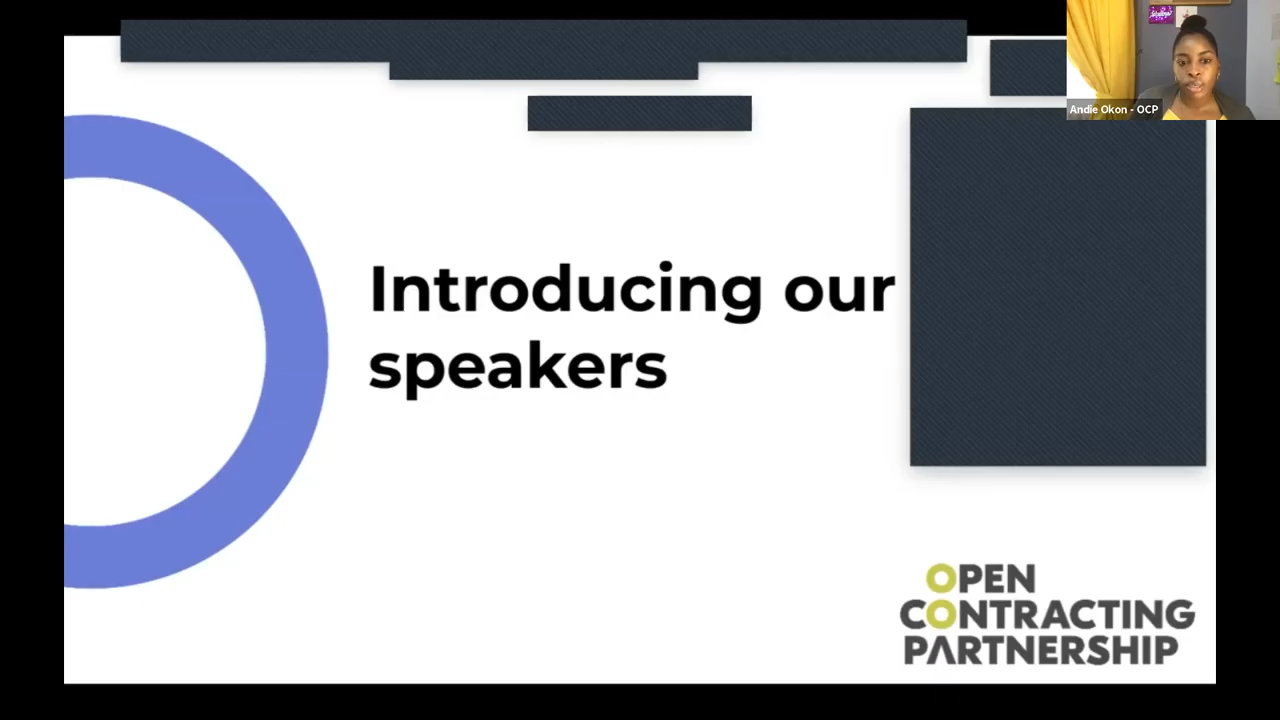 Andie Okon - OCP
Introducing our
speakers
OPEN
CONTRACTING
PARTNERSHIP